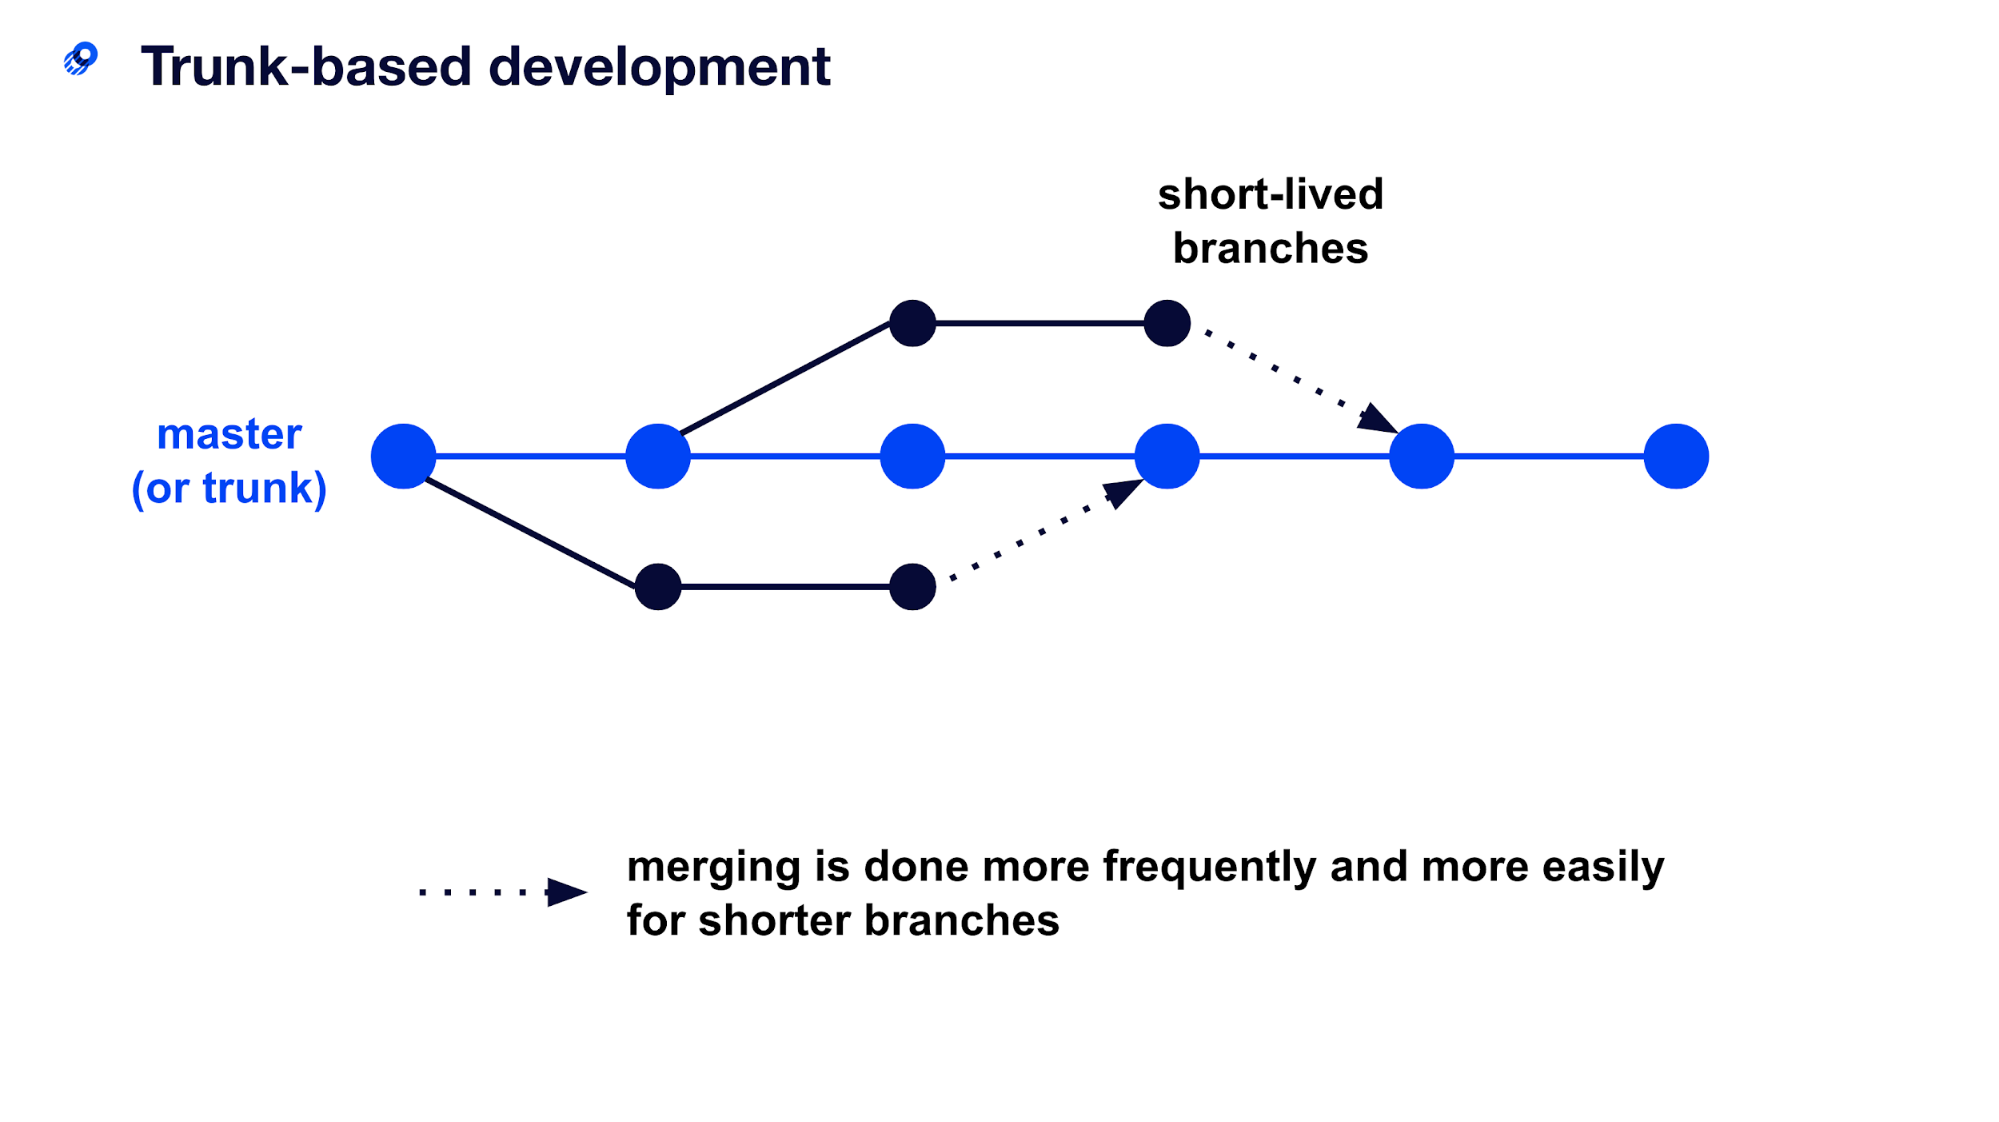 Trunk-based development
short-lived
branches
master
(or trunk)
merging is done more frequently and more easily
for shorter branches